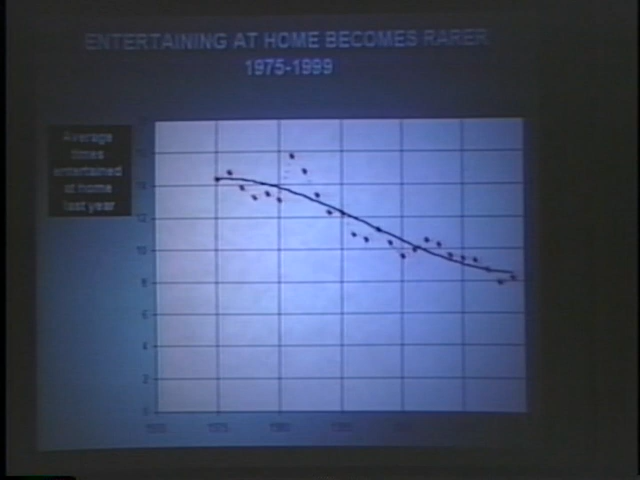 ENTERTAINING AT HOME BECOMES RARER
1975-1999
Average
times
entertained
at home
last year
14
12
10
8
6
4
2
0
1975
1980